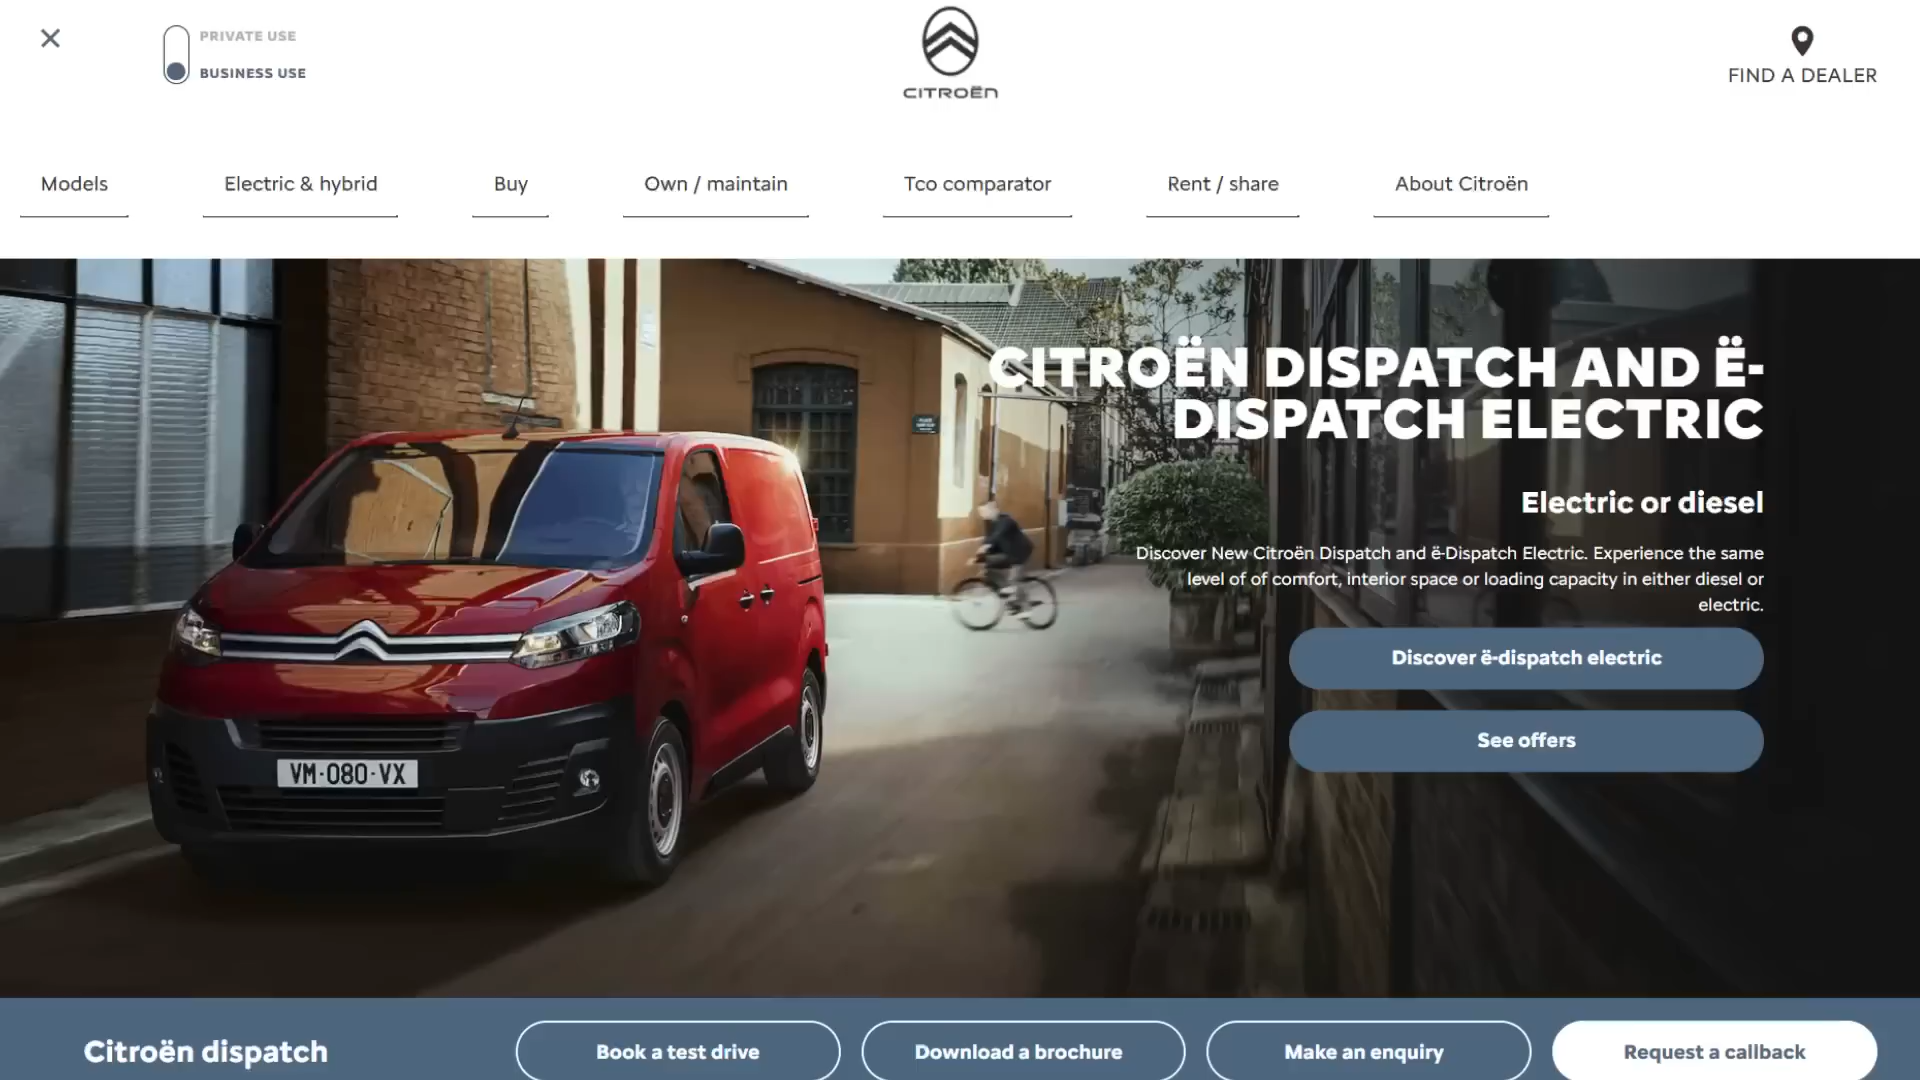 PRIVATE USE
BUSINESS USE
CITROËN
FIND A DEALER
Models
Electric & hybrid
Buy
Own / maintain
Tco comparator
Rent / share
About Citroën
CITROËN DISPATCH AND Ë-
DISPATCH ELECTRIC
Electric or diesel
Discover New Citroën Dispatch and ë-Dispatch Electric. Experience the same
level of of comfort, interior space or loading capacity in either diesel or
electric.
Discover ë-dispatch electric
See offers
VM-080-VX
Citroën dispatch
Book a test drive
Download a brochure
Make an enquiry
Request a callback